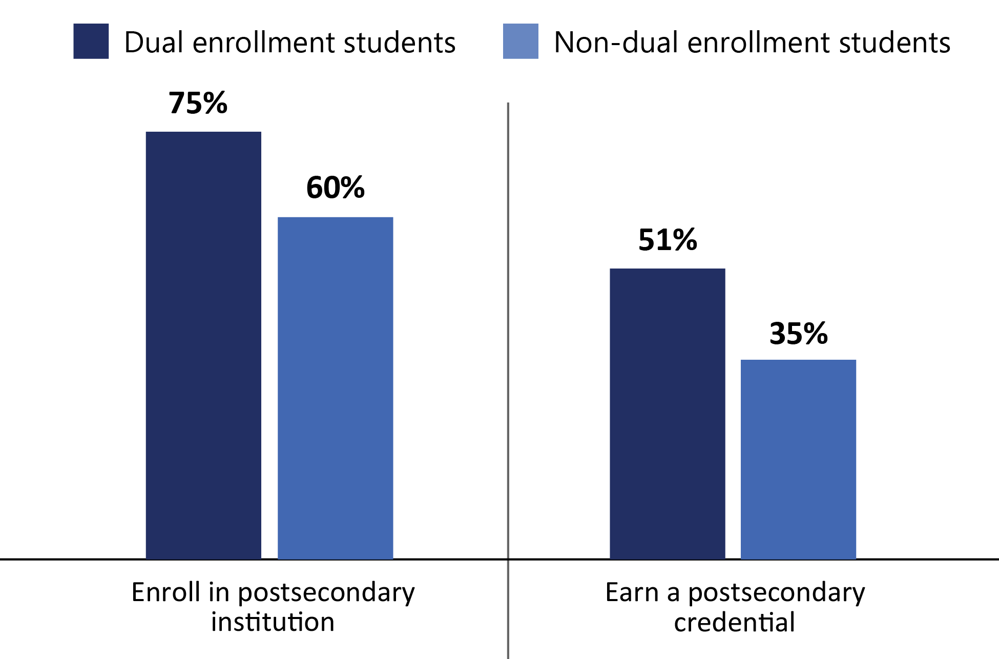 Dual enrollment students
Non-dual enrollment students
75%
60%
51%
35%
Enroll in postsecondary
institution
Earn a postsecondary
credential